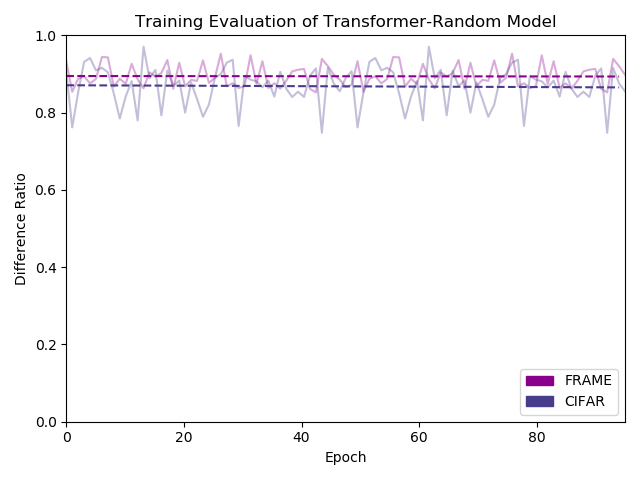 Training Evaluation of Transformer-Random Model
1.0
0.8
0.6
0.4
0.2
0.0
Difference Ratio
0 20 40 60 80
Epoch
FRAME
CIFAR